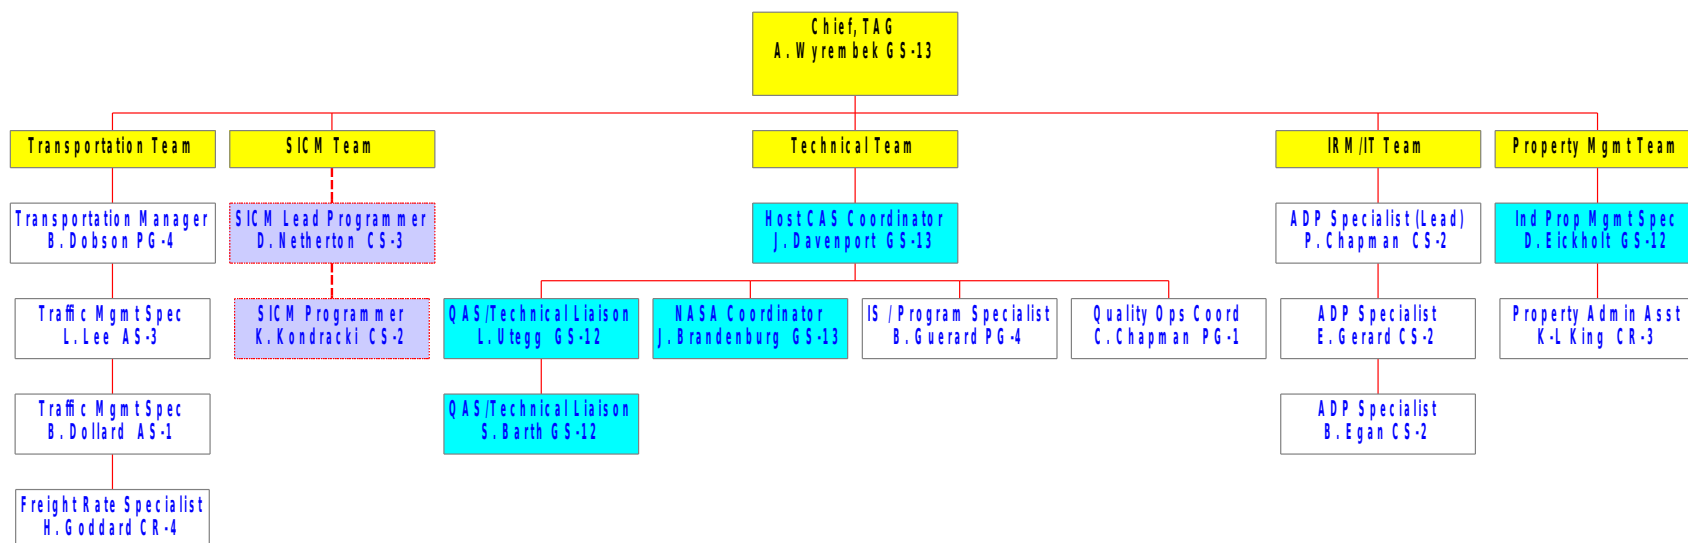 Chief, TAG
A. Wyrembek GS-13
Transportation Team
SICM Team
Technical Team
IRM/IT Team
Property Mgmt Team
Transportation Manager
B. Dobson PG-4
SICM Lead Programmer
D. Netherton CS-3
Host CAS Coordinator
J. Davenport GS-13
ADP Specialist (Lead)
P. Chapman CS-2
Ind Prop Mgmt Spec
D. Eickholt GS-12
Traffic Mgmt Spec
L. Lee AS-3
SICM Programmer
K. Kondracki CS-2
QAS/Technical Liaison
L. Utegg GS-12
NASA Coordinator
J. Brandenburg GS-13
IS / Program Specialist
B. Guerard PG-4
Quality Ops Coord
C. Chapman PG-1
ADP Specialist
E. Gerard CS-2
Property Admin Asst
K-L King CR-3
Traffic Mgmt Spec
B. Dollard AS-1
QAS/Technical Liaison
S. Barth GS-12
ADP Specialist
B. Egan CS-2
Freight Rate Specialist
H. Goddard CR-4